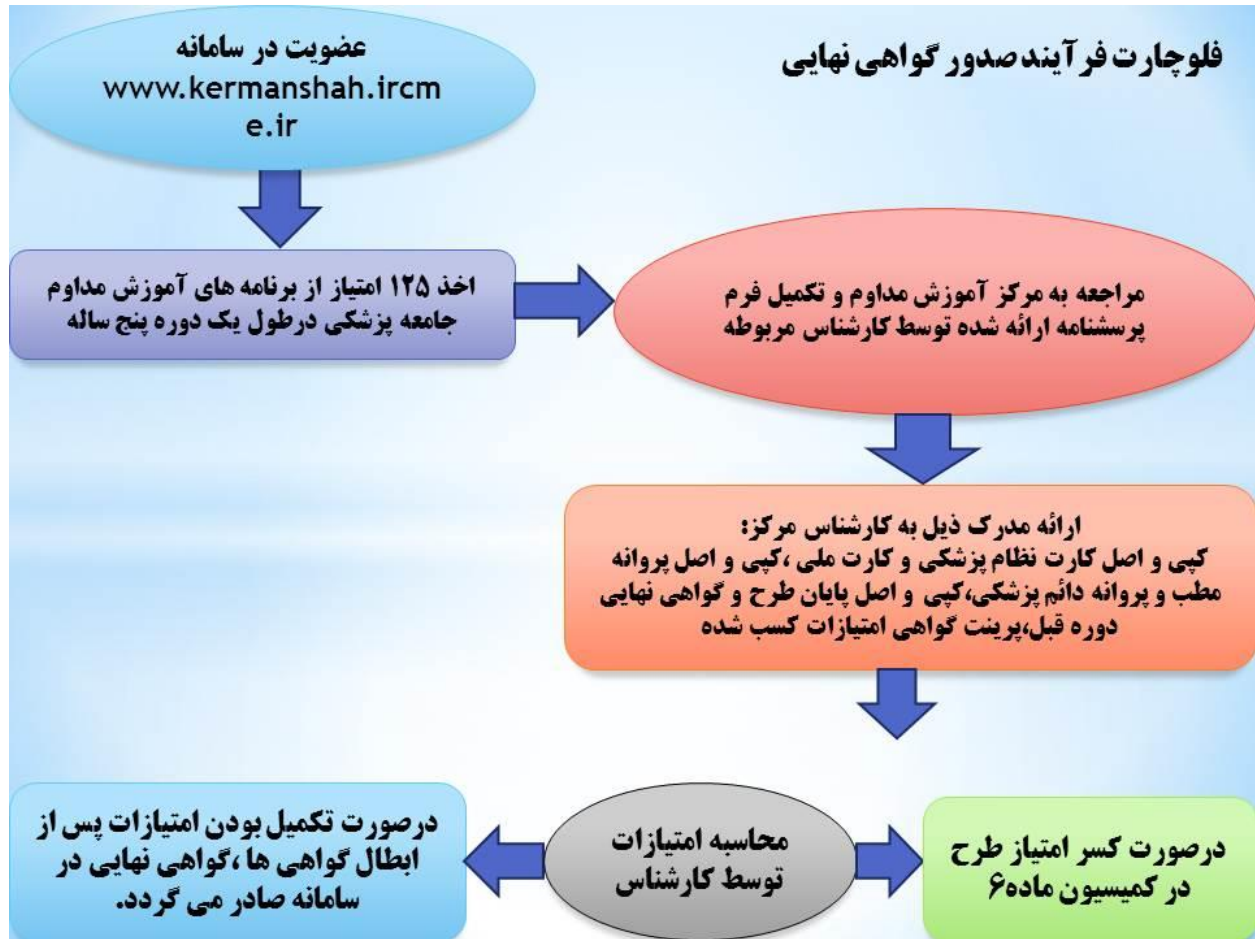 فلوچارت فرآیند صدور گواهی نهایی
عضویت در سامانه
www.kermanshah.ircm
e.ir
اخذ ۱۲۵ امتیاز از برنامه های آموزش مداوم
جامعه پزشکی درطول یک دوره پنج ساله
مراجعه به مرکز آموزش مداوم و تکمیل فرم
پرسشنامه ارائه شده توسط کارشناس مربوطه
ارائه مدرک ذیل به کارشناس مرکز:
کپی و اصل کارت نظام پزشکی و کارت ملی ،کپی و اصل پروانه
مطب و پروانه دائم پزشکی،کپی و اصل پایان طرح و گواهی نهایی
دوره قبل،پرینت گواهی امتیازات کسب شده
محاسبه امتیازات
توسط کارشناس
درصورت کسر امتیاز طرح
در کمیسیون ماده۶
درصورت تکمیل بودن امتیازات پس از
ابطال گواهی ها ،گواهی نهایی در
سامانه صادر می گردد.